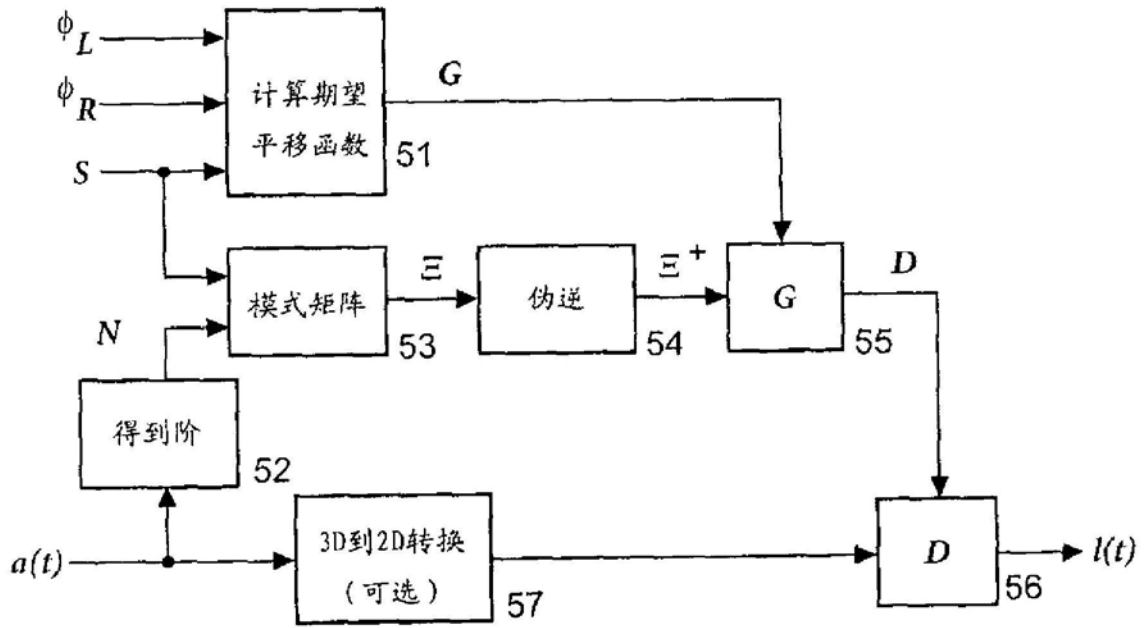 ϕL
ϕR
S
计算期望
平移函数
51
G
模式矩阵
53
Ξ
伪逆
54
Ξ+
G
55
D
N
得到阶
52
a(t)
3D到2D转换
(可选)
57
D
56
l(t)